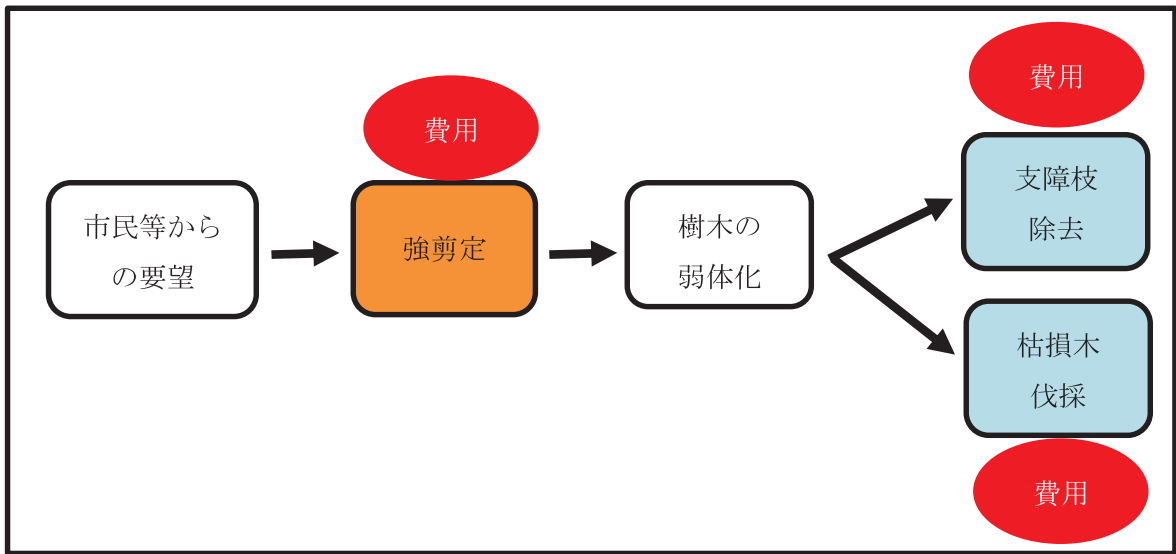 市民等から
の要望
費用
強剪定
樹木の
弱体化
費用
支障枝
除去
枯損木
伐採
費用